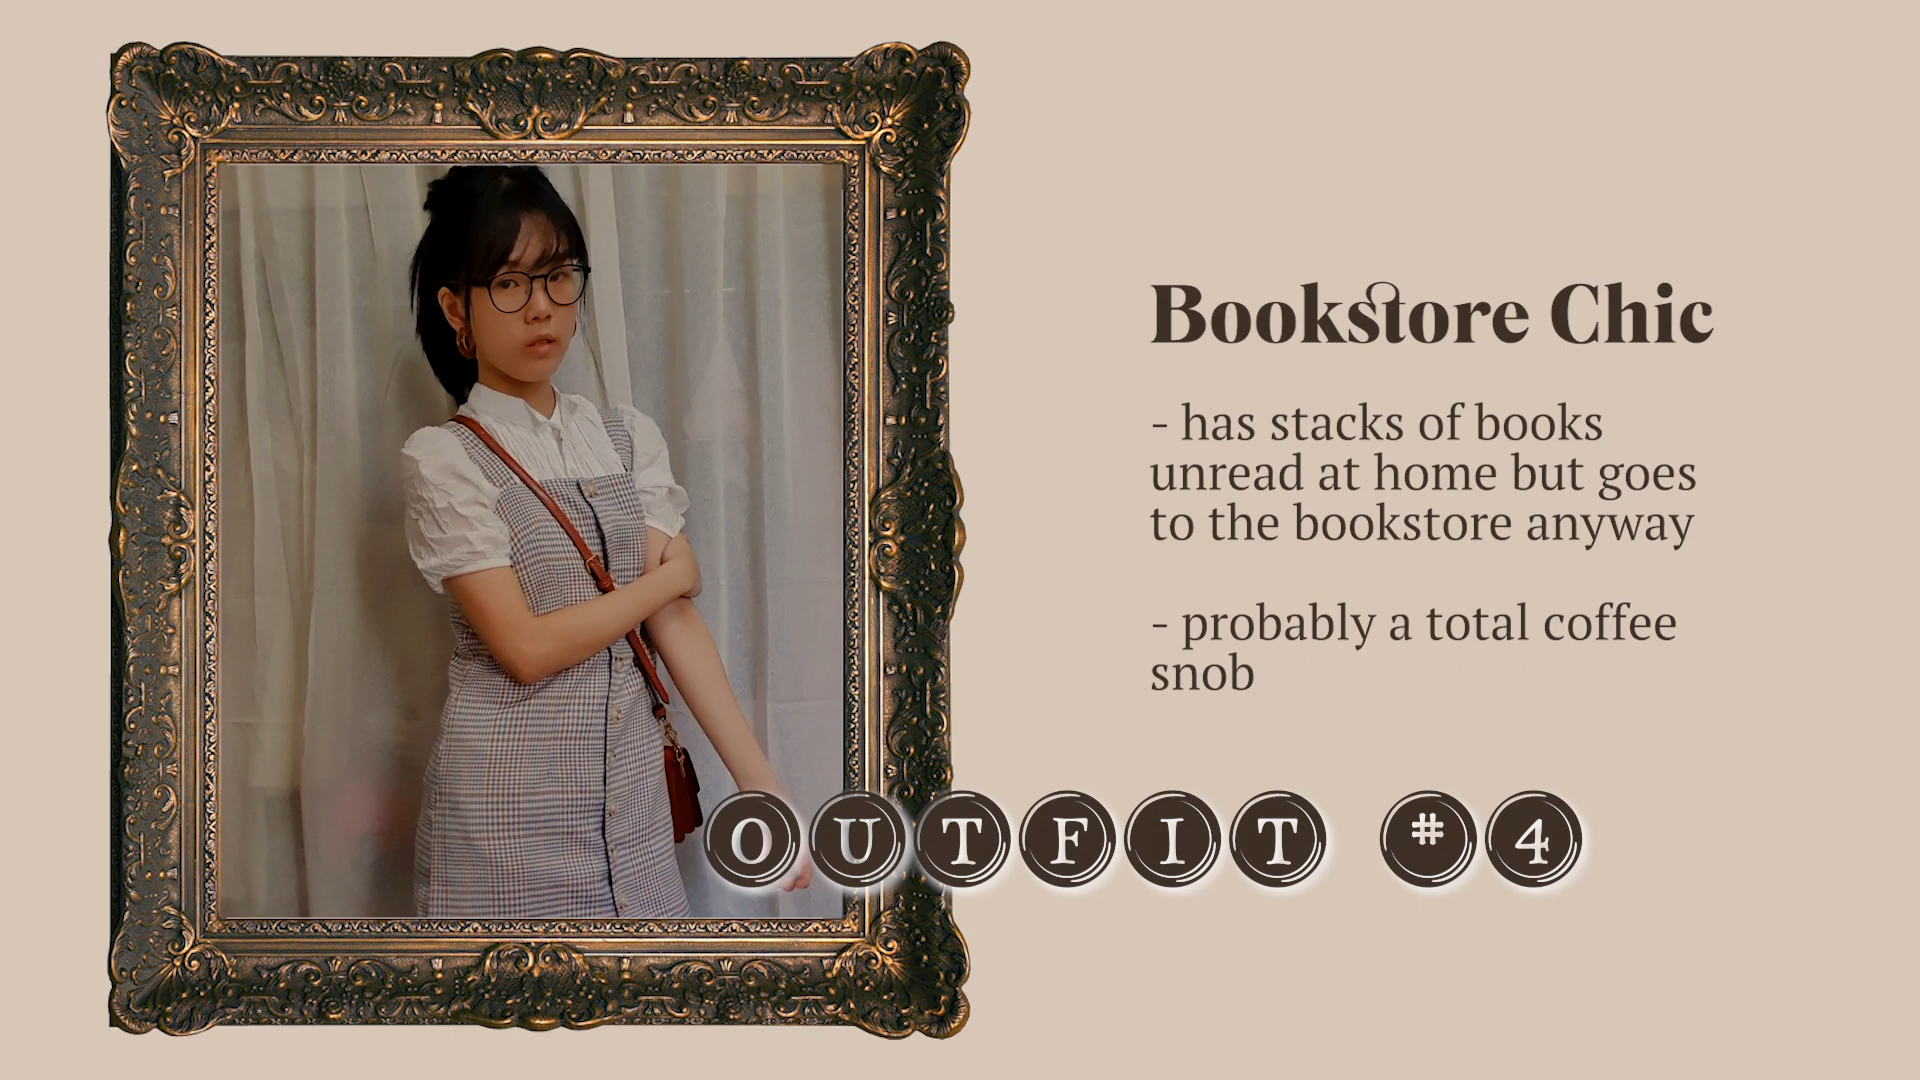 Bookstore Chic
- has stacks of books
unread at home but goes
to the bookstore anyway
- probably a total coffee
snob
OUTFIT #4